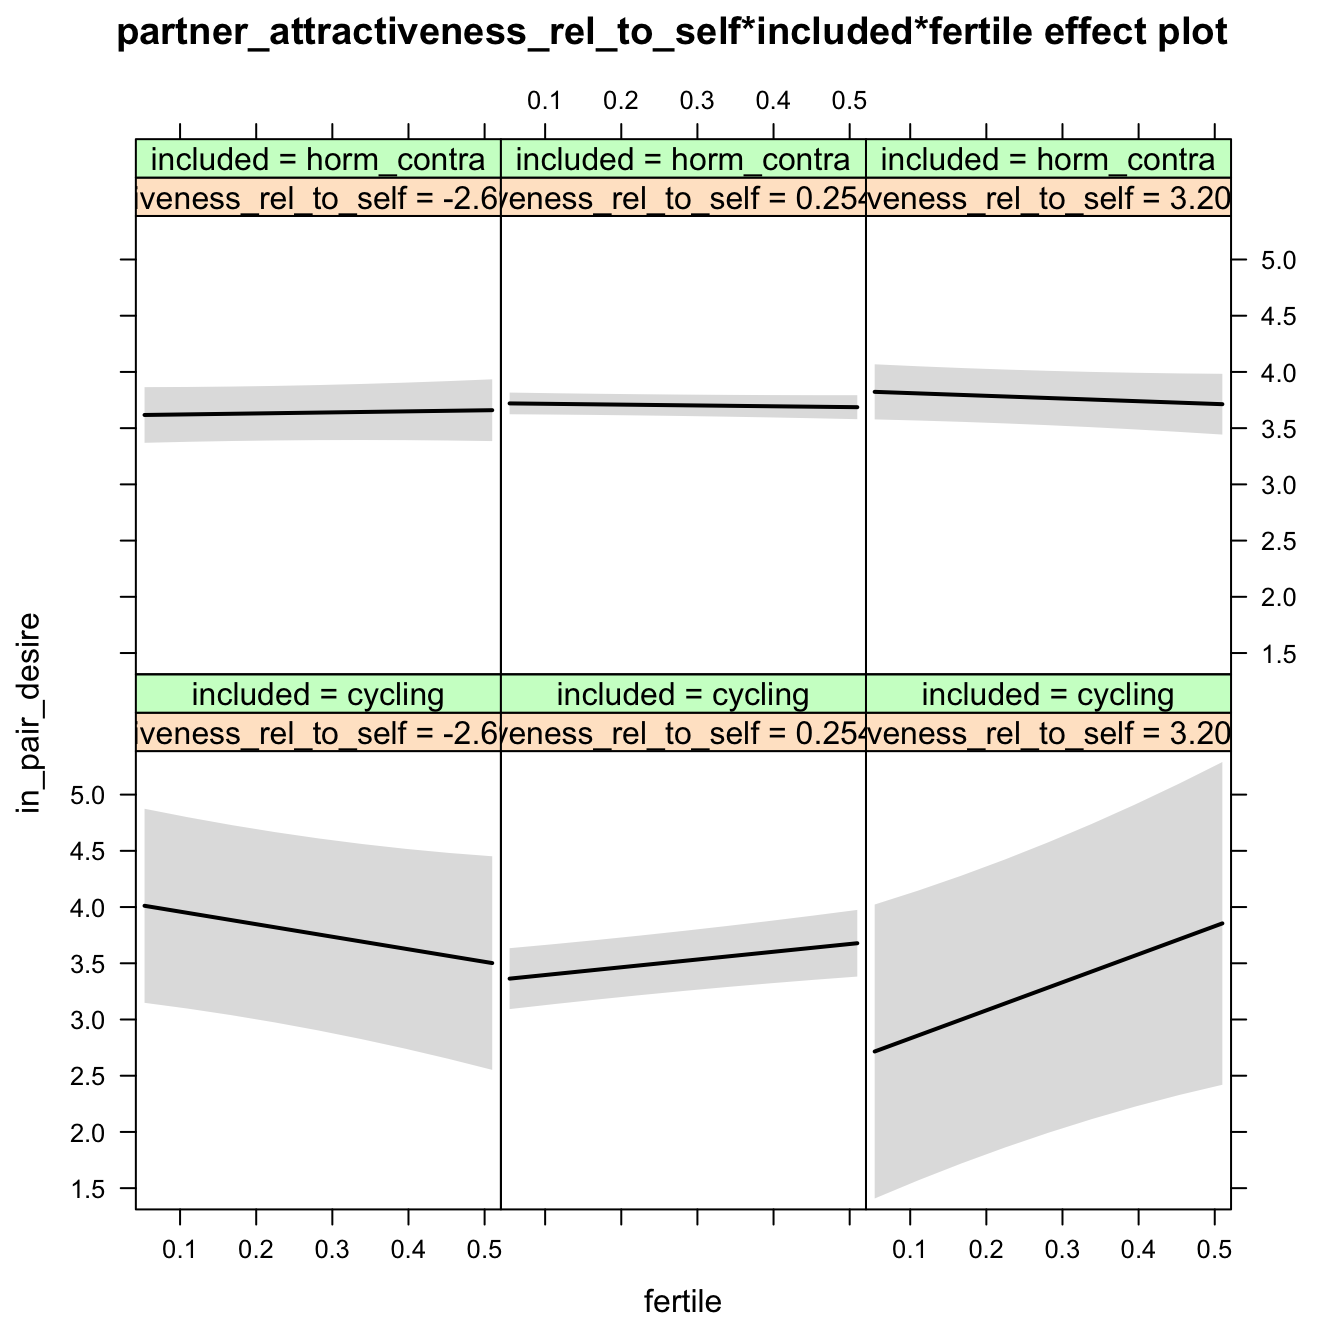 partner_attractiveness_rel_to_self*included*fertile effect plot
0.1 0.2 0.3 0.4 0.5
included = horm_contra included = horm_contra included = horm_contra
iveness_rel_to_self = -2.6 veness_rel_to_self = 0.254 veness_rel_to_self = 3.20
5.0
4.5
4.0
3.5
3.0
2.5
2.0
1.5
in_pair_desire
included = cycling included = cycling included = cycling
iveness_rel_to_self = -2.6 veness_rel_to_self = 0.254 veness_rel_to_self = 3.20
5.0
4.5
4.0
3.5
3.0
2.5
2.0
1.5
0.1 0.2 0.3 0.4 0.5 0.1 0.2 0.3 0.4 0.5
fertile